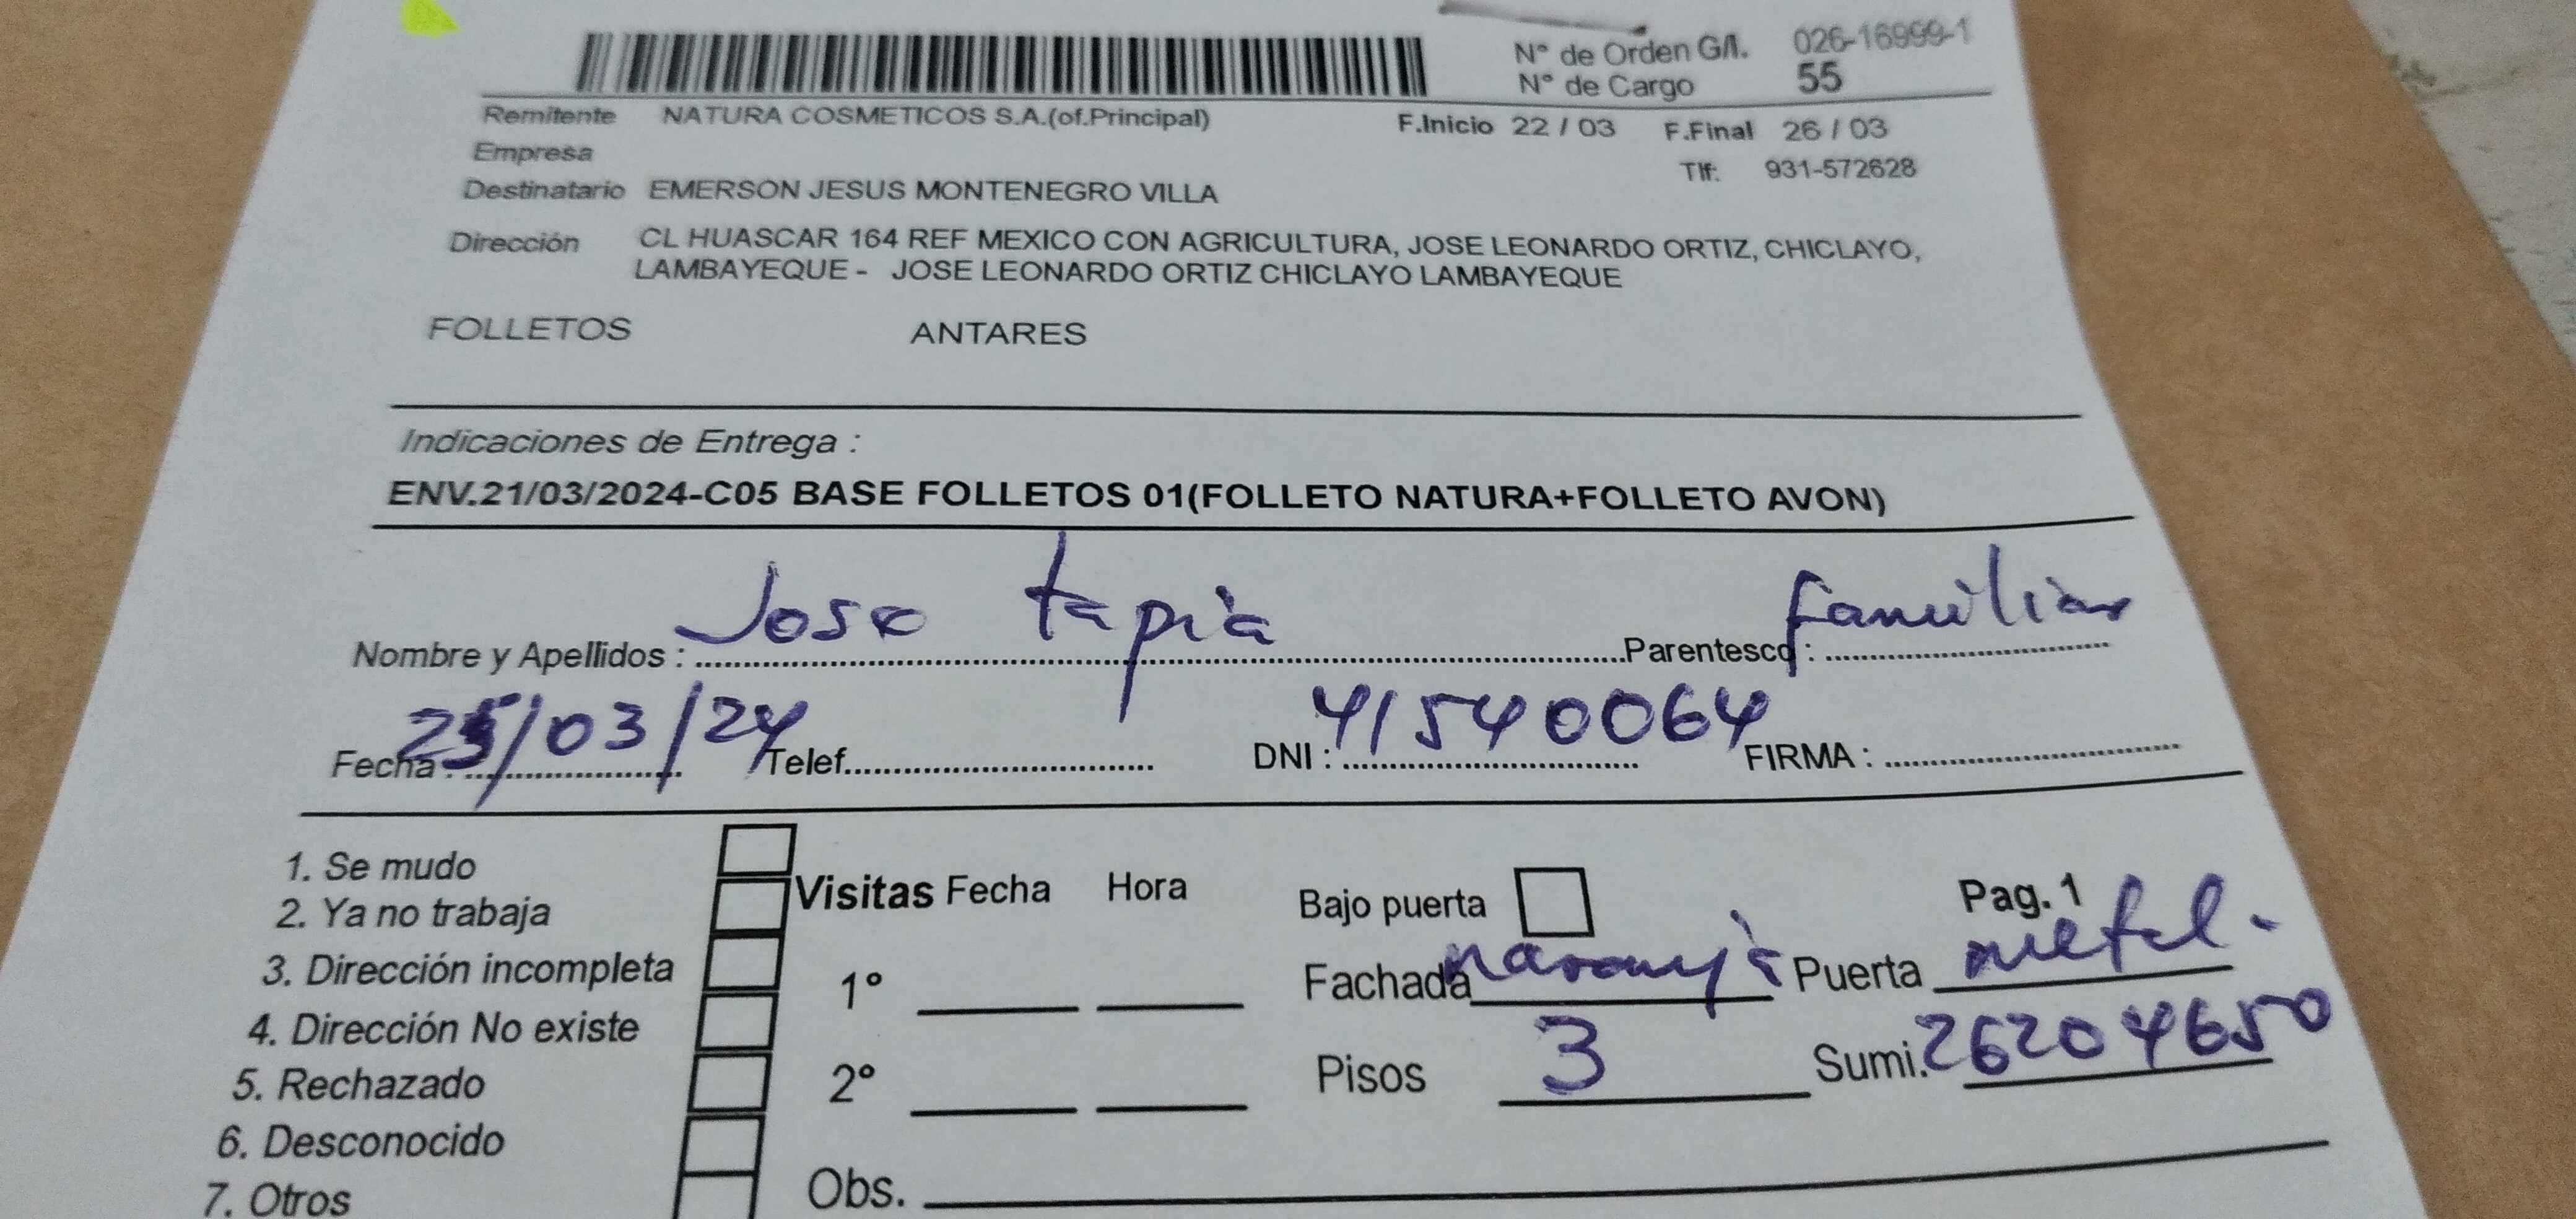 N° de Orden G/l. 026-16999-1
N° de Cargo 55
Remitente NATURA COSMETICOS S.A.(of.Principal) F.Inicio 22 / 03 F.Final 26 / 03
Empresa Tlf: 931-572628
Destinatario EMERSON JESUS MONTENEGRO VILLA
Dirección CL HUASCAR 164 REF MEXICO CON AGRICULTURA, JOSE LEONARDO ORTIZ, CHICLAYO,
LAMBAYEQUE - JOSE LEONARDO ORTIZ CHICLAYO LAMBAYEQUE
FOLLETOS ANTARES
Indicaciones de Entrega :
ENV.21/03/2024-C05 BASE FOLLETOS 01(FOLLETO NATURA+FOLLETO AVON)
Nombre y Apellidos : Jose tapia Parentesco : familiar
Fecha : 25/03/24 Telef. DNI : 41540064 FIRMA :
1. Se mudo
2. Ya no trabaja Visitas Fecha Hora Bajo puerta Pag. 1
3. Dirección incompleta 1° Fachada naranja Puerta metal.
4. Dirección No existe
5. Rechazado 2° Pisos 3 Sumi. 26204650
6. Desconocido
7. Otros Obs.